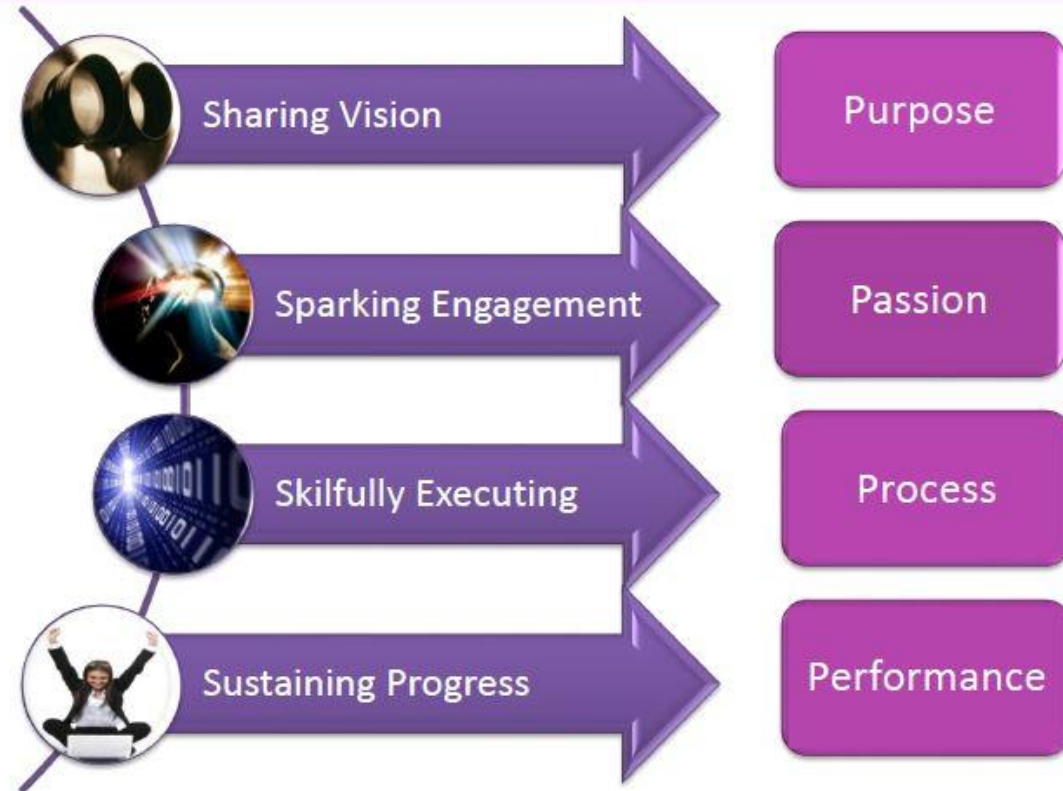 Sharing Vision
Purpose
Sparking Engagement
Passion
Skilfully Executing
Process
Sustaining Progress
Performance